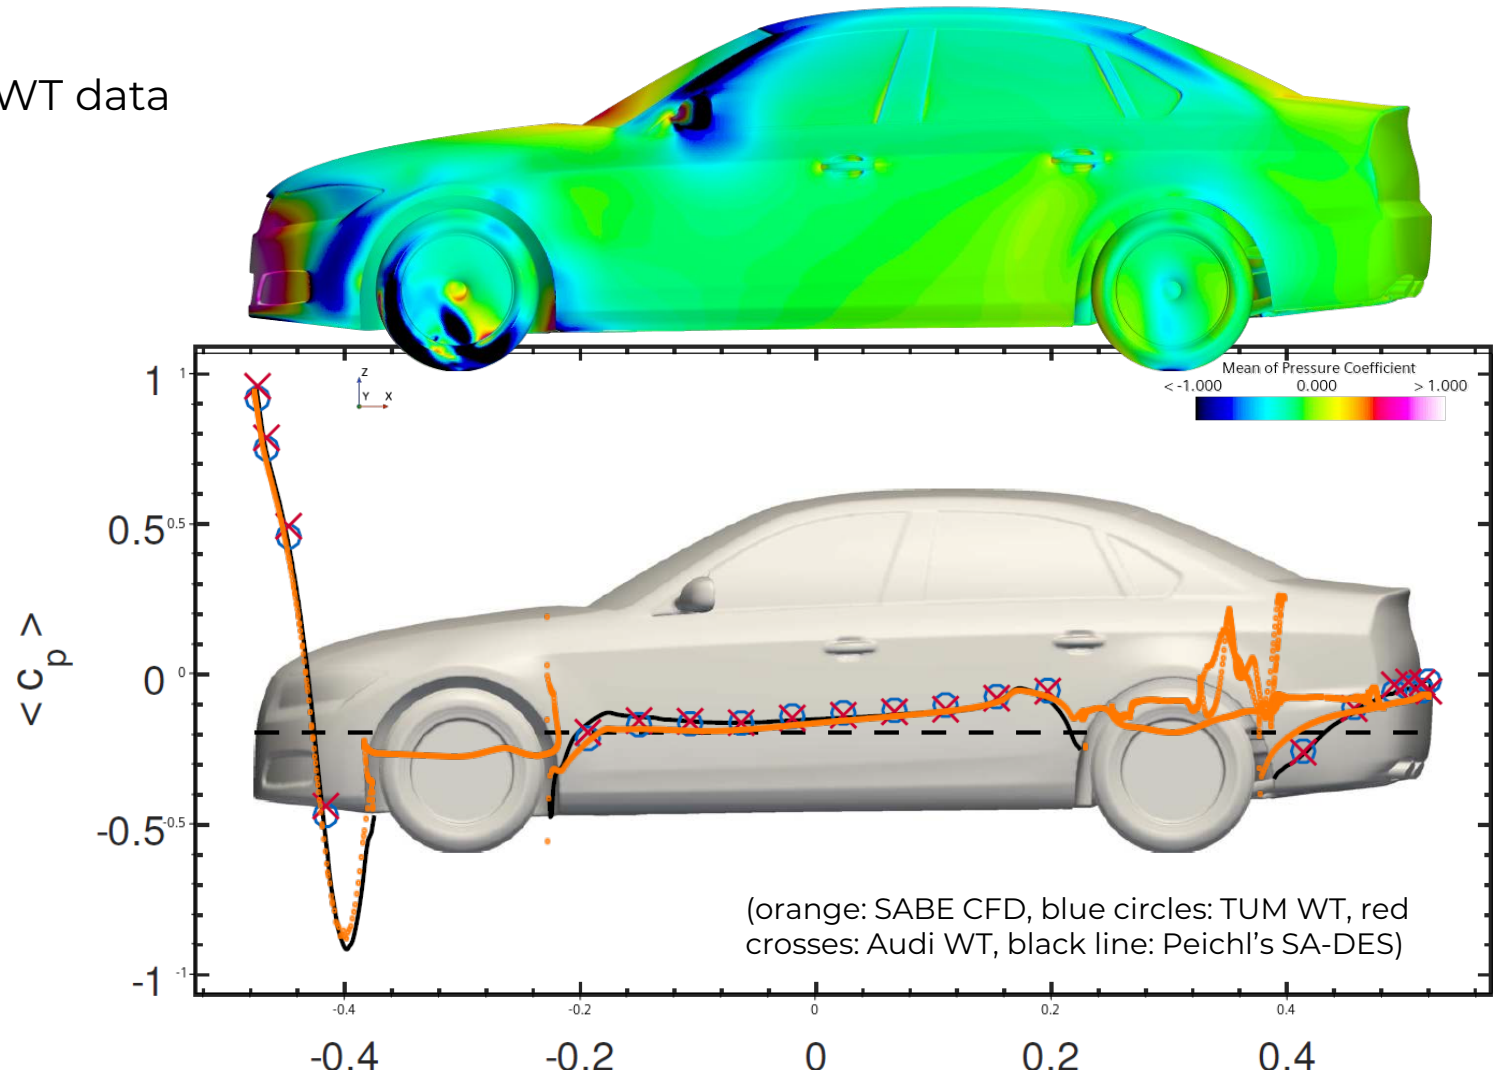 WT data
Z
Y X
Mean of Pressure Coefficient
< -1.000 0.000 > 1.000
1 1
0.5 0.5
0 0
-0.5 -0.5
-1 -1
< c p >
(orange: SABE CFD, blue circles: TUM WT, red
crosses: Audi WT, black line: Peichl's SA-DES)
-0.4 -0.2 0 0.2 0.4
-0.4 -0.2 0 0.2 0.4